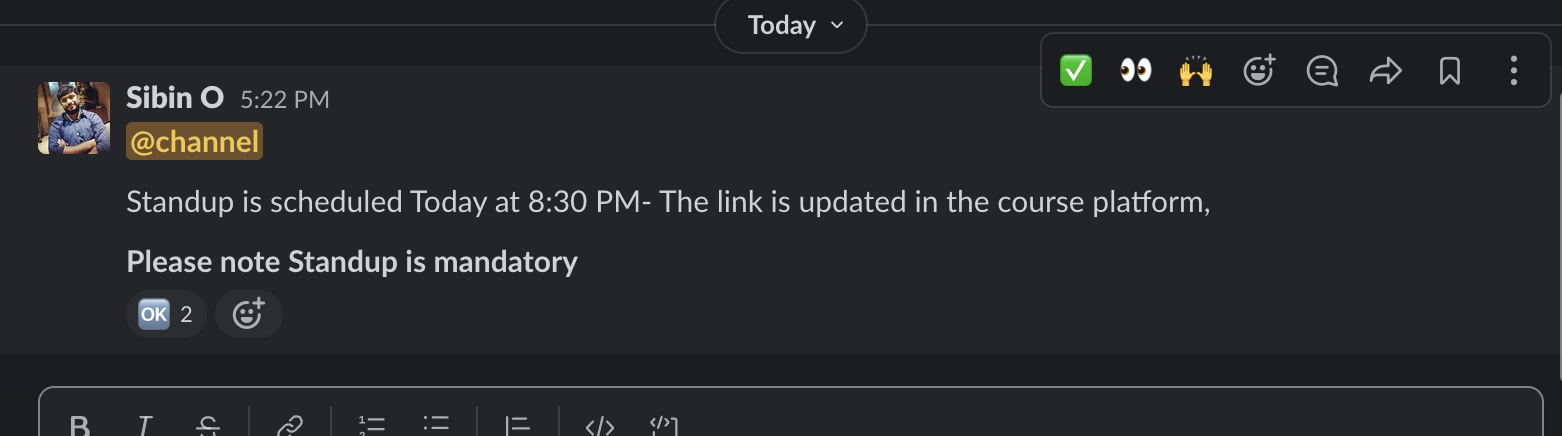 Today
Sibin O 5:22 PM
@channel
Standup is scheduled Today at 8:30 PM- The link is updated in the course platform,
Please note Standup is mandatory
OK 2
B I S